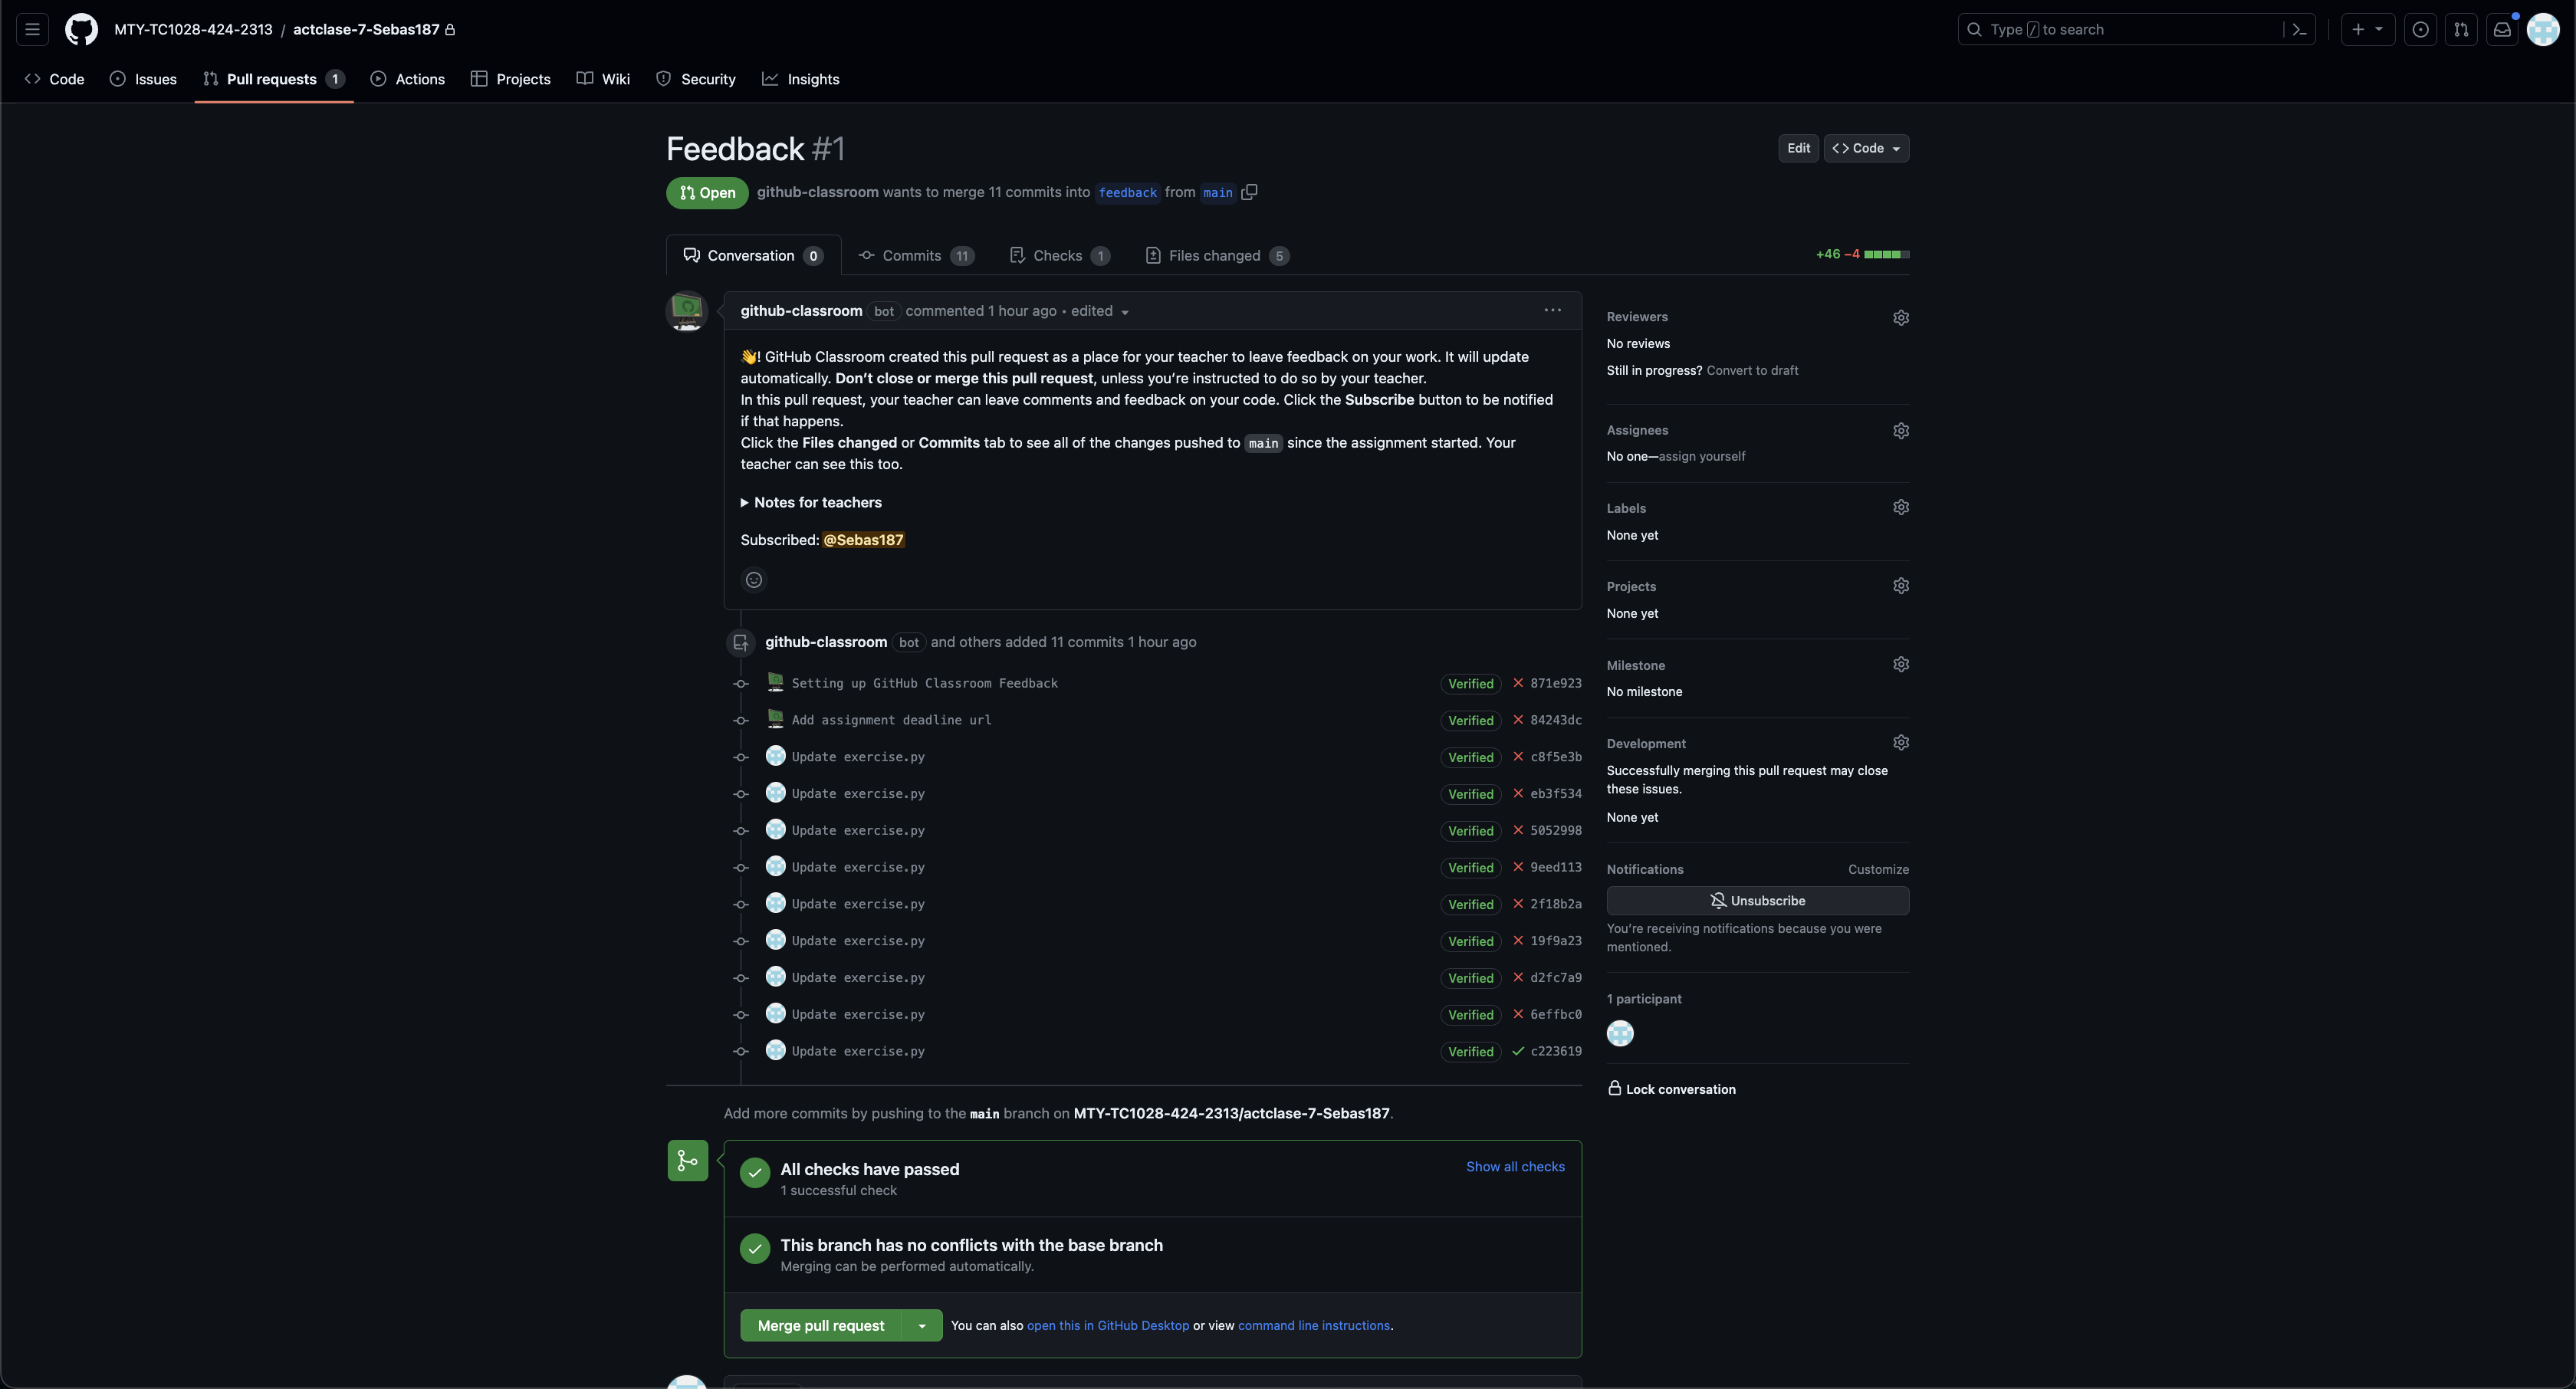 MTY-TC1028-424-2313 / actclase-7-Sebas187
Type / to search
Code Issues Pull requests 1 Actions Projects Wiki Security Insights
Feedback #1
Edit <> Code
Open github-classroom wants to merge 11 commits into feedback from main
Conversation 0 Commits 11 Checks 1 Files changed 5
+46 −4
github-classroom bot commented 1 hour ago • edited
👋! GitHub Classroom created this pull request as a place for your teacher to leave feedback on your work. It will update
automatically. Don’t close or merge this pull request, unless you’re instructed to do so by your teacher.
In this pull request, your teacher can leave comments and feedback on your code. Click the Subscribe button to be notified
if that happens.
Click the Files changed or Commits tab to see all of the changes pushed to main since the assignment started. Your
teacher can see this too.
Notes for teachers
Subscribed: @Sebas187
github-classroom bot and others added 11 commits 1 hour ago
Setting up GitHub Classroom Feedback Verified 871e923
Add assignment deadline url Verified 84243dc
Update exercise.py Verified c8f5e3b
Update exercise.py Verified eb3f534
Update exercise.py Verified 5052998
Update exercise.py Verified 9eed113
Update exercise.py Verified 2f18b2a
Update exercise.py Verified 19f9a23
Update exercise.py Verified d2fc7a9
Update exercise.py Verified 6effbc0
Update exercise.py Verified c223619
Add more commits by pushing to the main branch on MTY-TC1028-424-2313/actclase-7-Sebas187.
All checks have passed
1 successful check
Show all checks
This branch has no conflicts with the base branch
Merging can be performed automatically.
Merge pull request You can also open this in GitHub Desktop or view command line instructions.
Reviewers
No reviews
Still in progress? Convert to draft
Assignees
No one—assign yourself
Labels
None yet
Projects
None yet
Milestone
No milestone
Development
Successfully merging this pull request may close
these issues.
None yet
Notifications Customize
Unsubscribe
You’re receiving notifications because you were
mentioned.
1 participant
Lock conversation